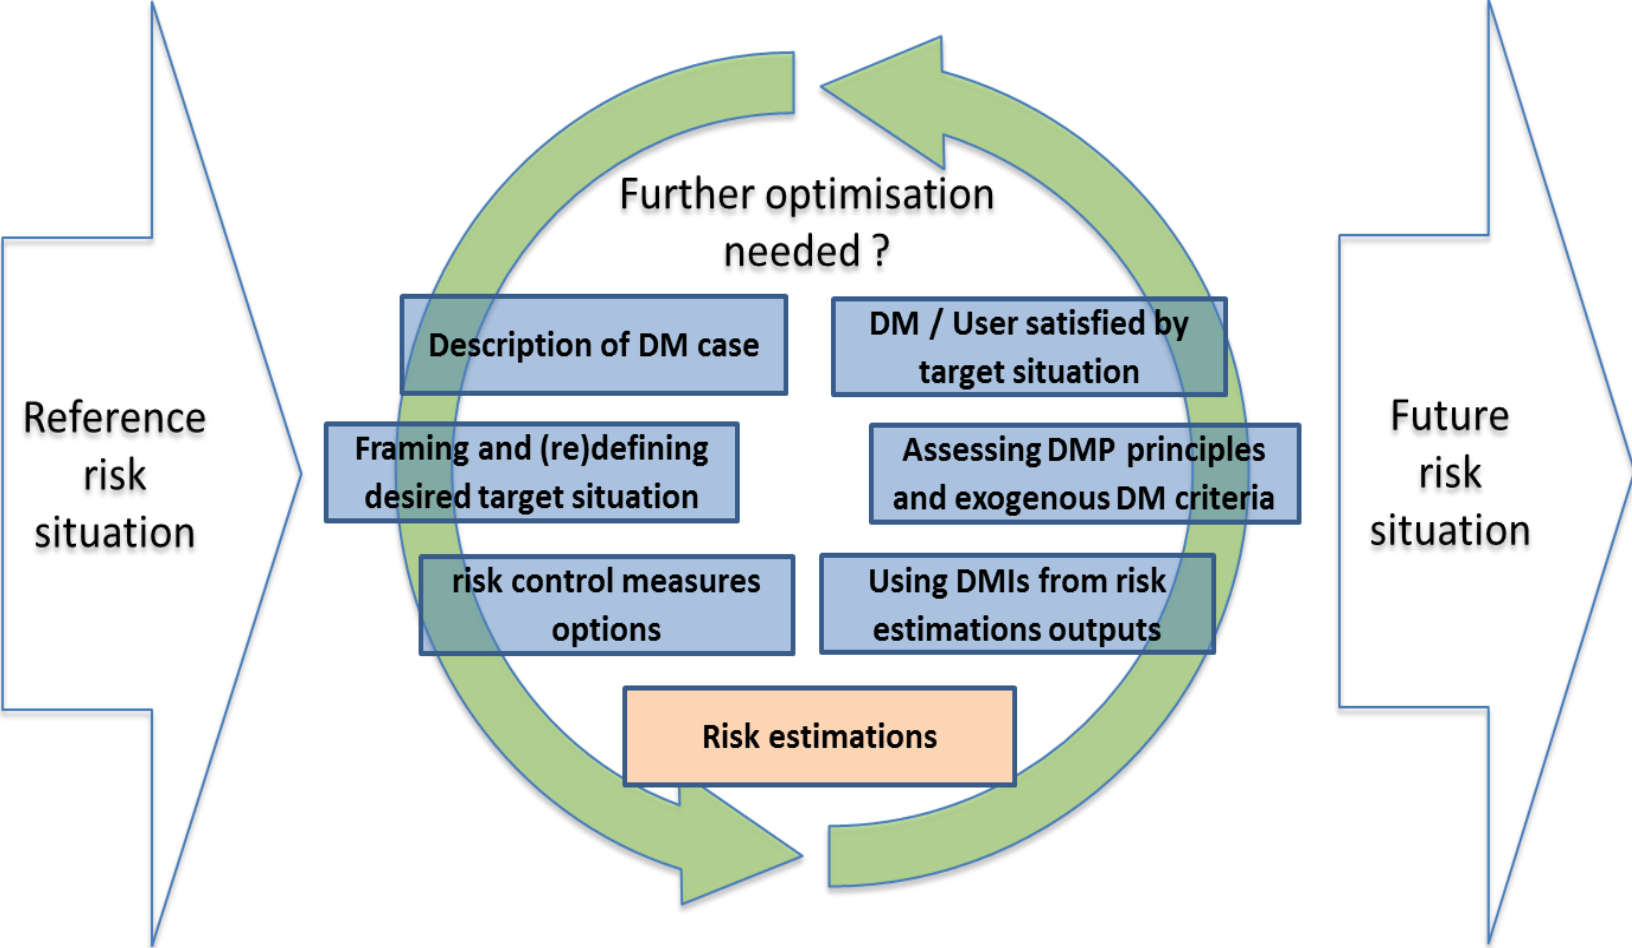 Reference
risk
situation
Further optimisation
needed ?
Description of DM case
Framing and (re)defining
desired target situation
risk control measures
options
Risk estimations
Using DMIs from risk
estimations outputs
Assessing DMP principles
and exogenous DM criteria
DM / User satisfied by
target situation
Future
risk
situation